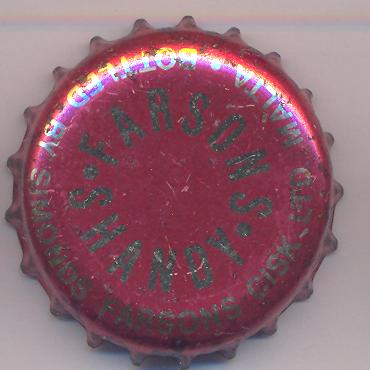 • FARSONS •
SHANDY
BOTTLED BY SIMONDS FARSONS CISK LTD MALTA •